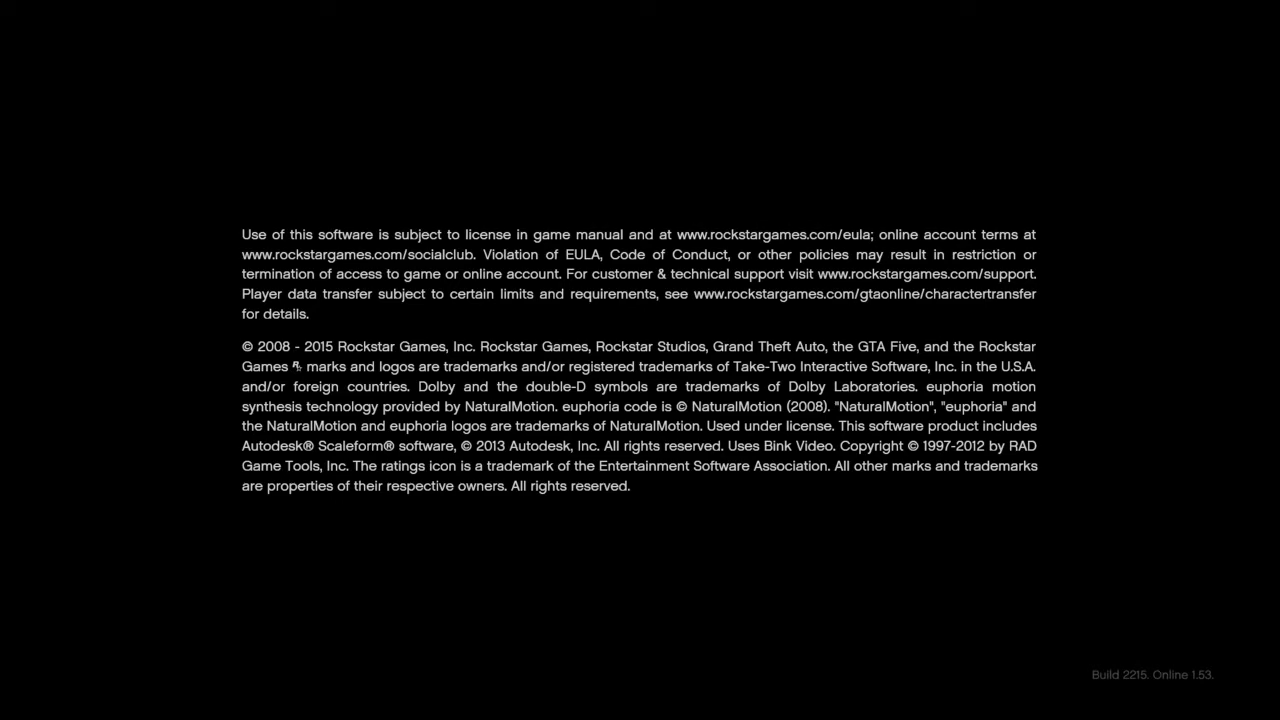 Use of this software is subject to license in game manual and at www.rockstargames.com/eula; online account terms at
www.rockstargames.com/socialclub. Violation of EULA, Code of Conduct, or other policies may result in restriction or
termination of access to game or online account. For customer & technical support visit www.rockstargames.com/support.
Player data transfer subject to certain limits and requirements, see www.rockstargames.com/gtaonline/charactertransfer
for details.
© 2008 - 2015 Rockstar Games, Inc. Rockstar Games, Rockstar Studios, Grand Theft Auto, the GTA Five, and the Rockstar
Games R* marks and logos are trademarks and/or registered trademarks of Take-Two Interactive Software, Inc. in the U.S.A.
and/or foreign countries. Dolby and the double-D symbols are trademarks of Dolby Laboratories. euphoria motion
synthesis technology provided by NaturalMotion. euphoria code is © NaturalMotion (2008). "NaturalMotion", "euphoria" and
the NaturalMotion and euphoria logos are trademarks of NaturalMotion. Used under license. This software product includes
Autodesk® Scaleform® software, © 2013 Autodesk, Inc. All rights reserved. Uses Bink Video. Copyright © 1997-2012 by RAD
Game Tools, Inc. The ratings icon is a trademark of the Entertainment Software Association. All other marks and trademarks
are properties of their respective owners. All rights reserved.
Build 2215. Online 1.53.